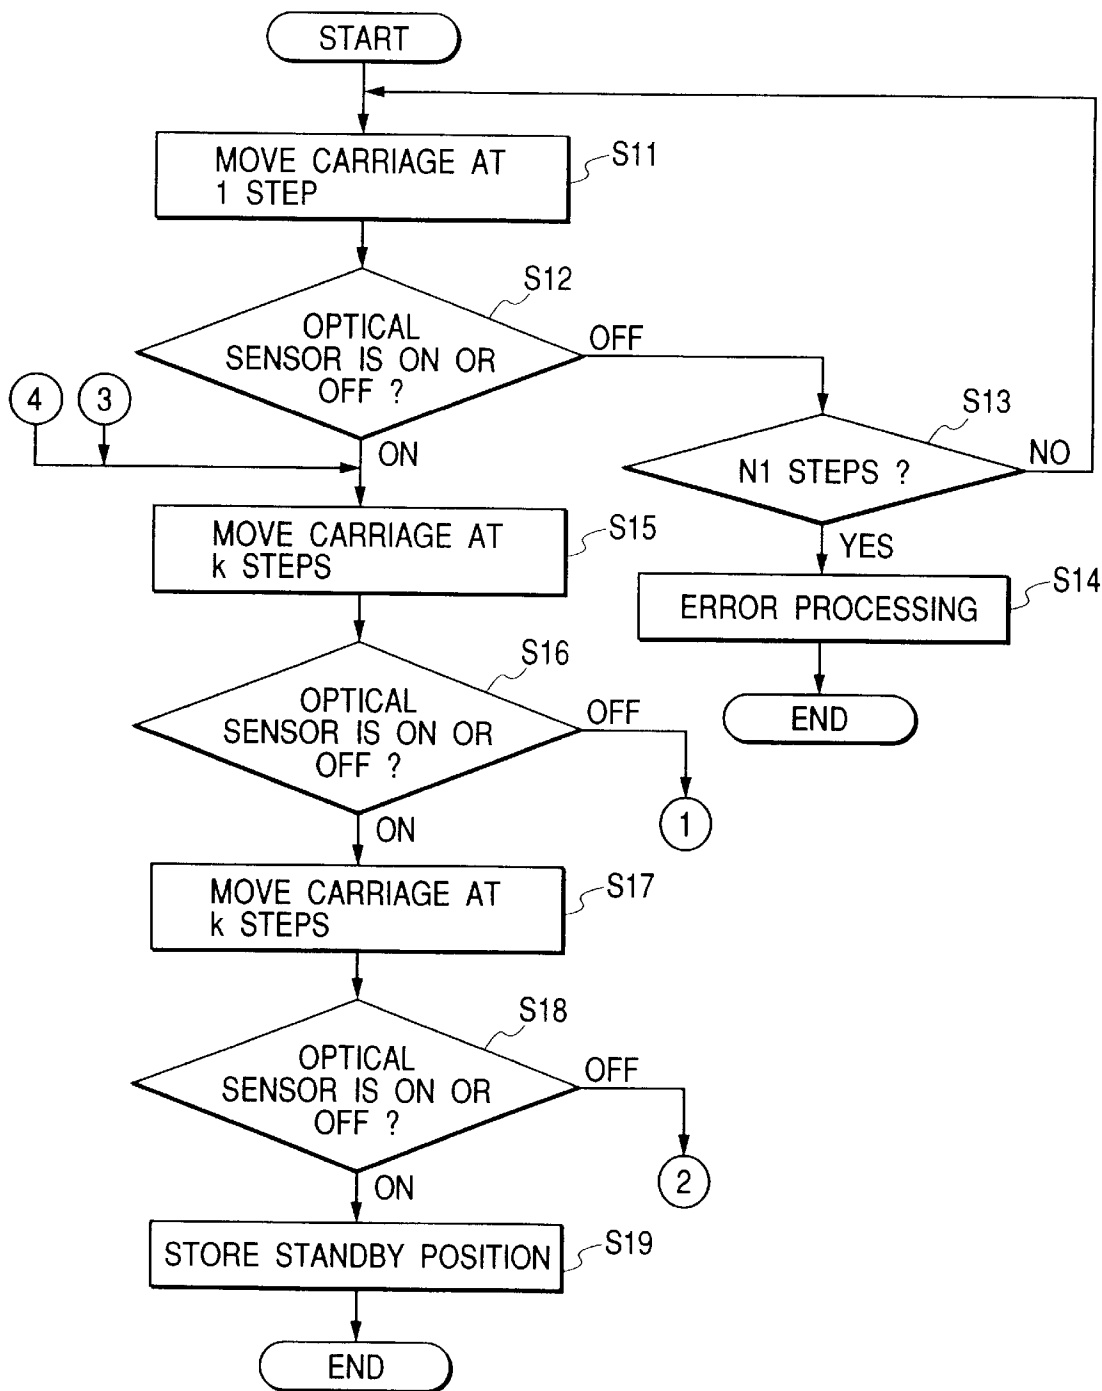 START
MOVE CARRIAGE AT
1 STEP
S11
OPTICAL
SENSOR IS ON OR
OFF ?
S12
OFF
ON
4
3
N1 STEPS ?
S13
NO
YES
MOVE CARRIAGE AT
k STEPS
S15
ERROR PROCESSING
S14
END
OPTICAL
SENSOR IS ON OR
OFF ?
S16
OFF
1
ON
MOVE CARRIAGE AT
k STEPS
S17
OPTICAL
SENSOR IS ON OR
OFF ?
S18
OFF
2
ON
STORE STANDBY POSITION
S19
END